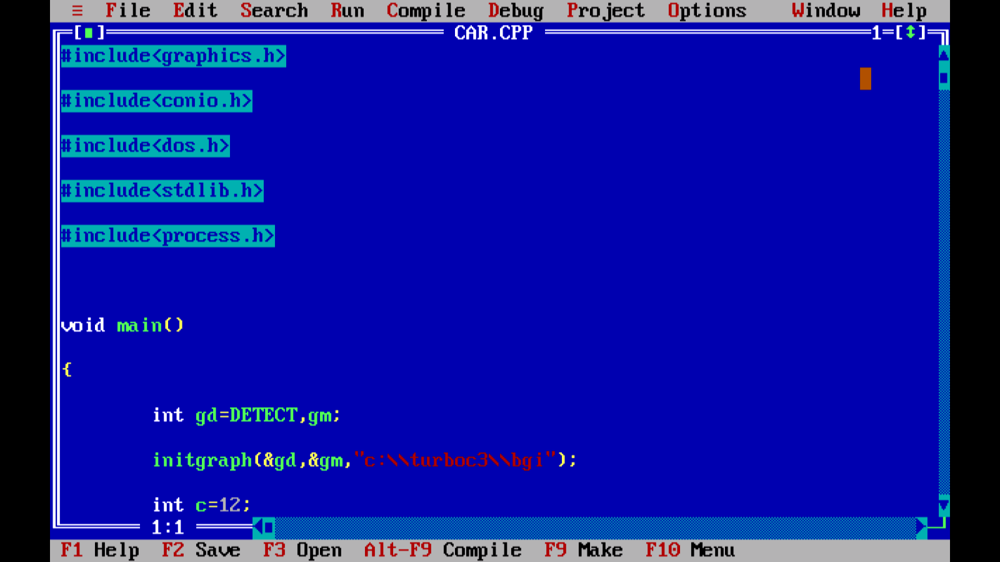 ≡ File Edit Search Run Compile Debug Project Options Window Help
[■] CAR.CPP 1=[↕]
#include<graphics.h>
#include<conio.h>
#include<dos.h>
#include<stdlib.h>
#include<process.h>
void main()
{
int gd=DETECT,gm;
initgraph(&gd,&gm,"c:\\turboc3\\bgi");
int c=12;
1:1
F1 Help F2 Save F3 Open Alt-F9 Compile F9 Make F10 Menu